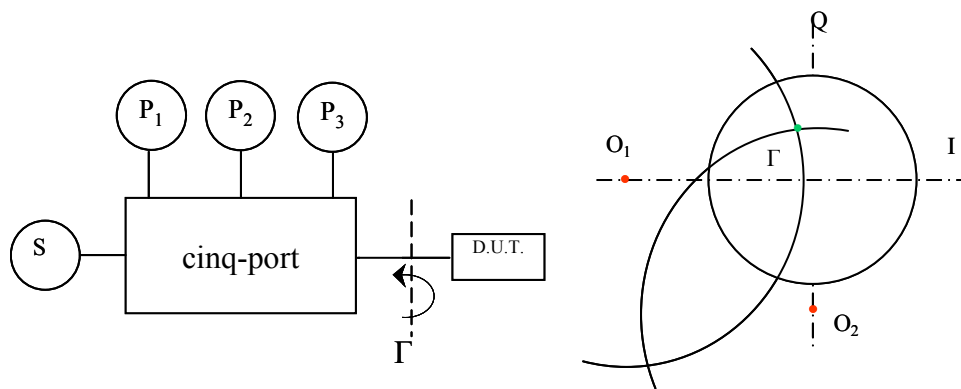 P₁ P₂ P₃
S
cinq-port
D.U.T.
Γ
Q
O₁
Γ
I
O₂